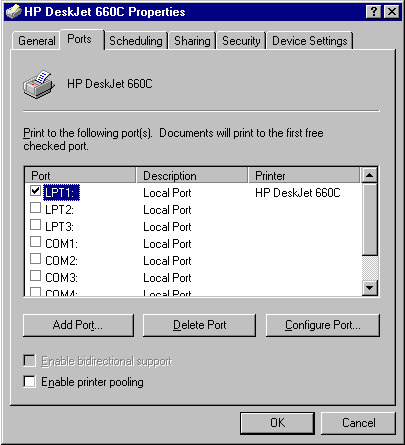 HP DeskJet 660C Properties
General Ports Scheduling Sharing Security Device Settings
HP DeskJet 660C
Print to the following port(s). Documents will print to the first free
checked port.
Port Description Printer
LPT1: Local Port HP DeskJet 660C
LPT2: Local Port
LPT3: Local Port
COM1: Local Port
COM2: Local Port
COM3: Local Port
COM4: Local Port
Add Port... Delete Port Configure Port...
Enable bidirectional support
Enable printer pooling
OK Cancel